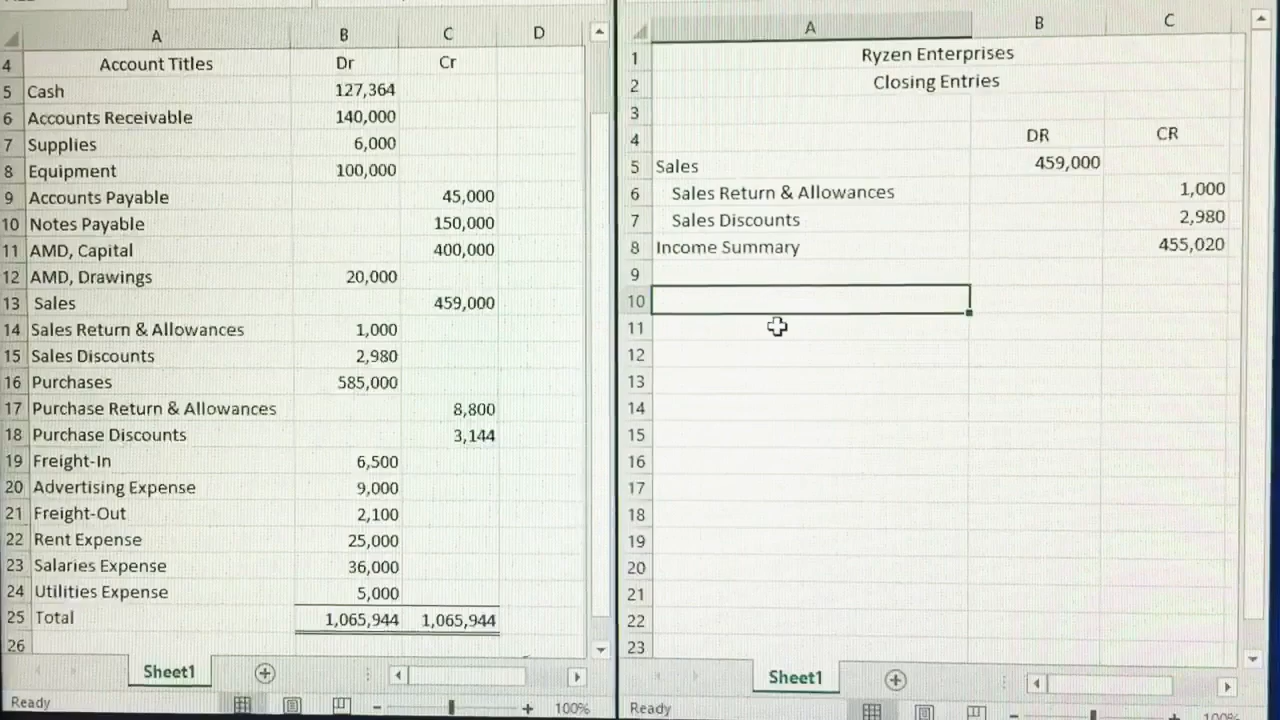 A B C D
4 Account Titles Dr Cr
5 Cash 127,364
6 Accounts Receivable 140,000
7 Supplies 6,000
8 Equipment 100,000
9 Accounts Payable 45,000
10 Notes Payable 150,000
11 AMD, Capital 400,000
12 AMD, Drawings 20,000
13 Sales 459,000
14 Sales Return & Allowances 1,000
15 Sales Discounts 2,980
16 Purchases 585,000
17 Purchase Return & Allowances 8,800
18 Purchase Discounts 3,144
19 Freight-In 6,500
20 Advertising Expense 9,000
21 Freight-Out 2,100
22 Rent Expense 25,000
23 Salaries Expense 36,000
24 Utilities Expense 5,000
25 Total 1,065,944 1,065,944
26
Sheet1
Ready 100%
A B C
1 Ryzen Enterprises
2 Closing Entries
3
4 DR CR
5 Sales 459,000
6 Sales Return & Allowances 1,000
7 Sales Discounts 2,980
8 Income Summary 455,020
9
10
11
12
13
14
15
16
17
18
19
20
21
22
23
Sheet1
Ready 100%